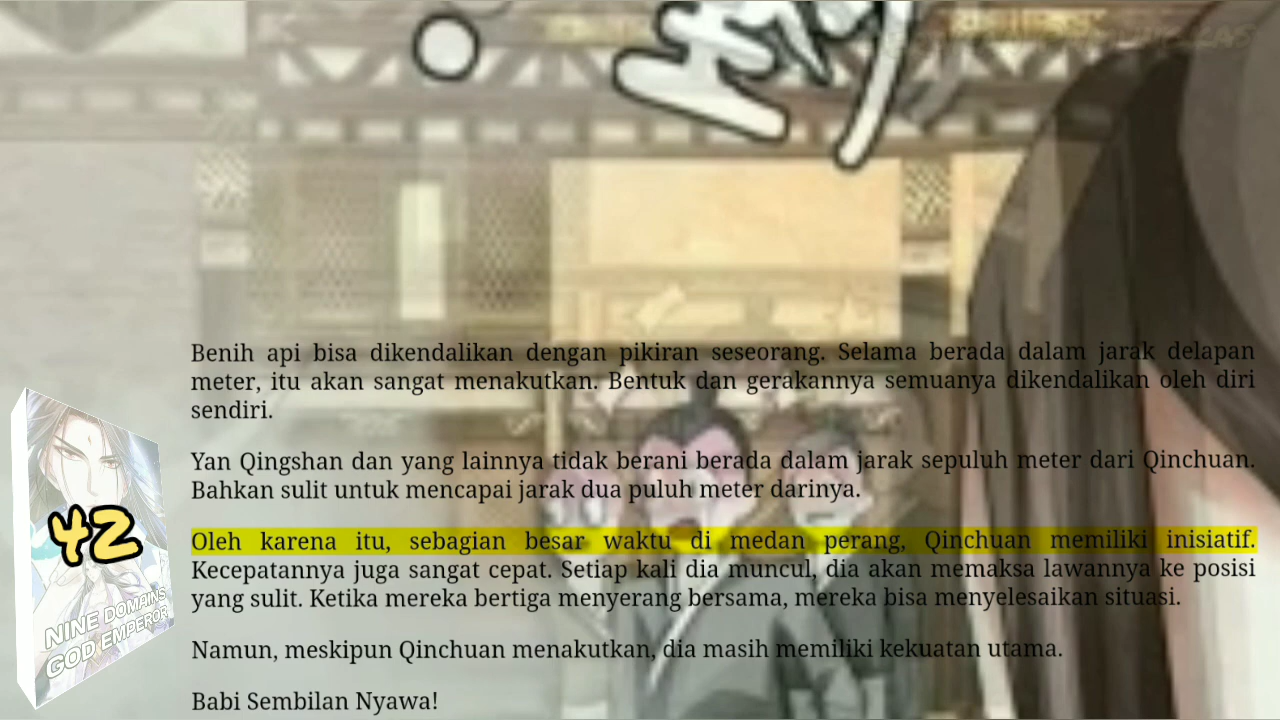 Benih api bisa dikendalikan dengan pikiran seseorang. Selama berada dalam jarak delapan
meter, itu akan sangat menakutkan. Bentuk dan gerakannya semuanya dikendalikan oleh diri
sendiri.
Yan Qingshan dan yang lainnya tidak berani berada dalam jarak sepuluh meter dari Qinchuan.
Bahkan sulit untuk mencapai jarak dua puluh meter darinya.
Oleh karena itu, sebagian besar waktu di medan perang, Qinchuan memiliki inisiatif.
Kecepatannya juga sangat cepat. Setiap kali dia muncul, dia akan memaksa lawannya ke posisi
yang sulit. Ketika mereka bertiga menyerang bersama, mereka bisa menyelesaikan situasi.
Namun, meskipun Qinchuan menakutkan, dia masih memiliki kekuatan utama.
Babi Sembilan Nyawa!
42
NINE DOMAINS
GOD EMPEROR